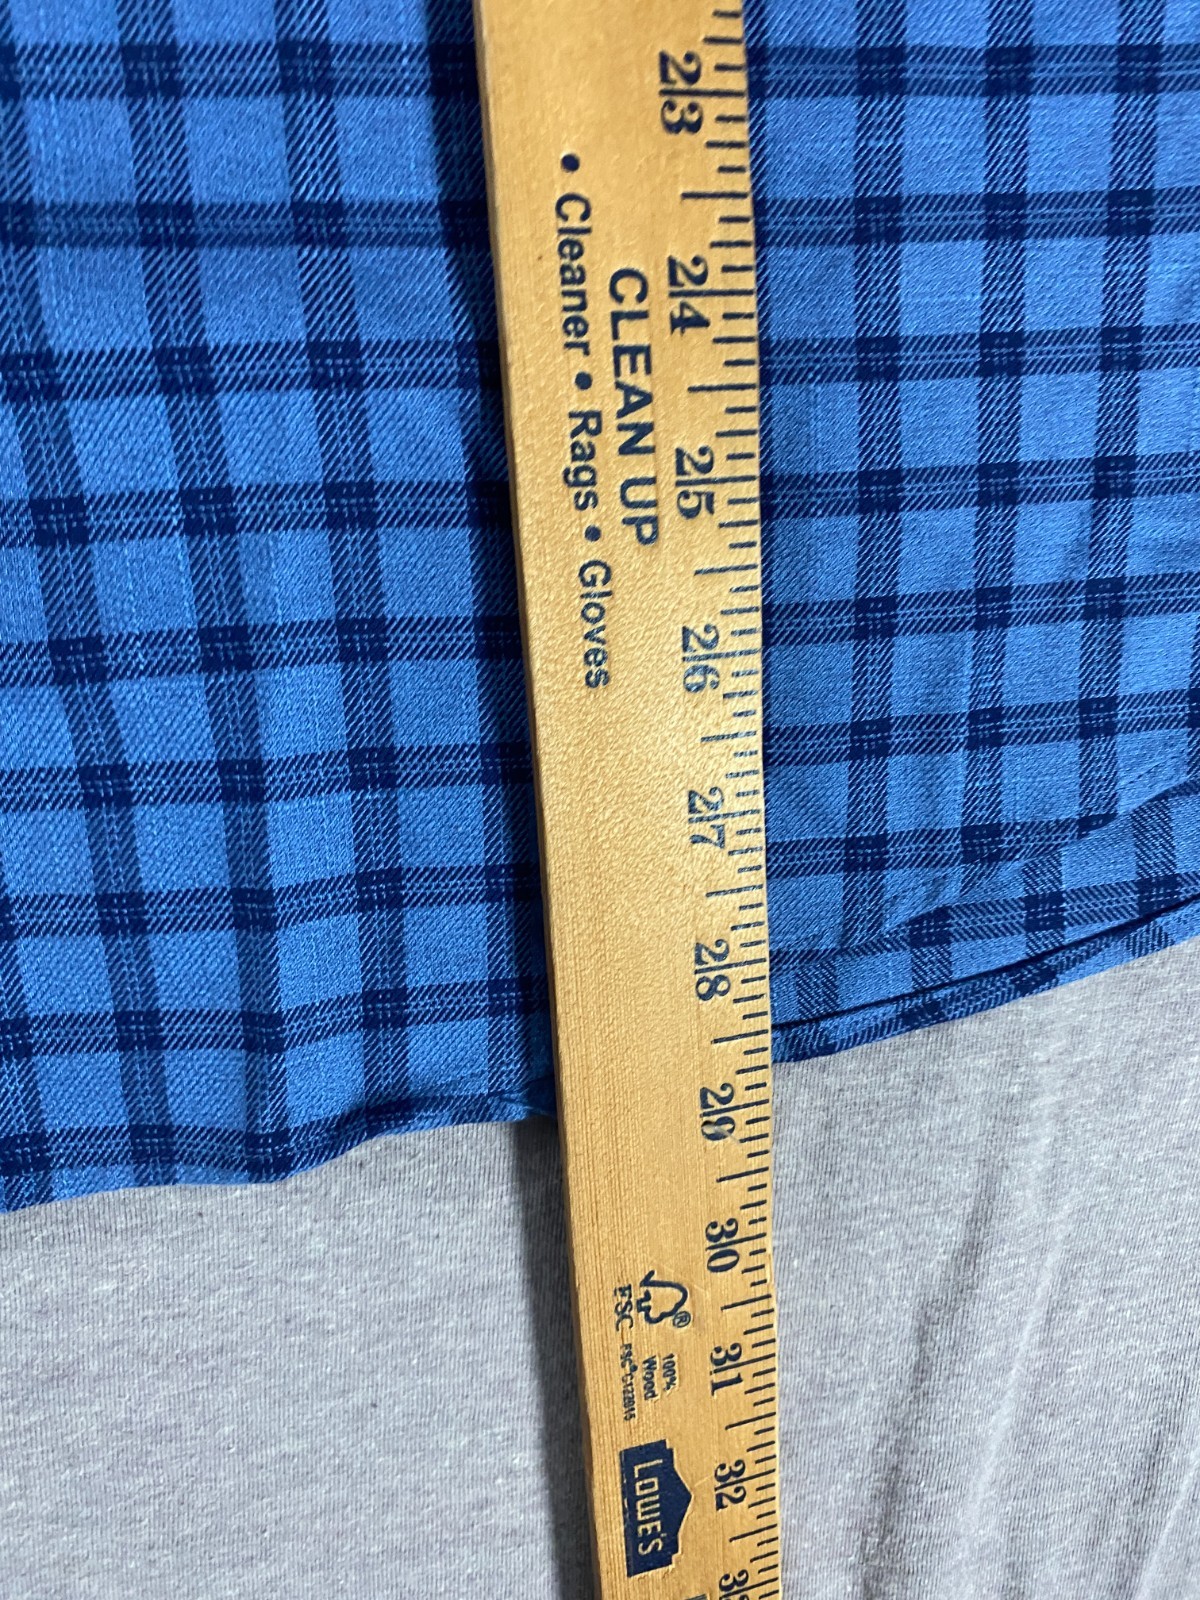 23
24
25
26
27
28
29
30
31
32
CLEAN UP
• Cleaner • Rags • Gloves
®
FSC
100%
Wood
LOWE'S